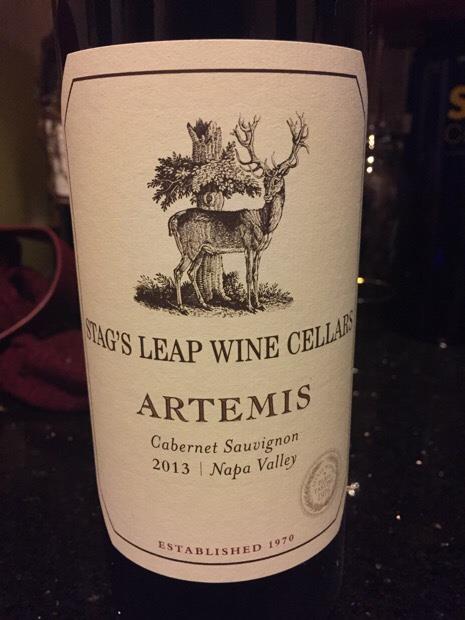 STAG'S LEAP WINE CELLARS
ARTEMIS
Cabernet Sauvignon
2013 | Napa Valley
ESTABLISHED 1970